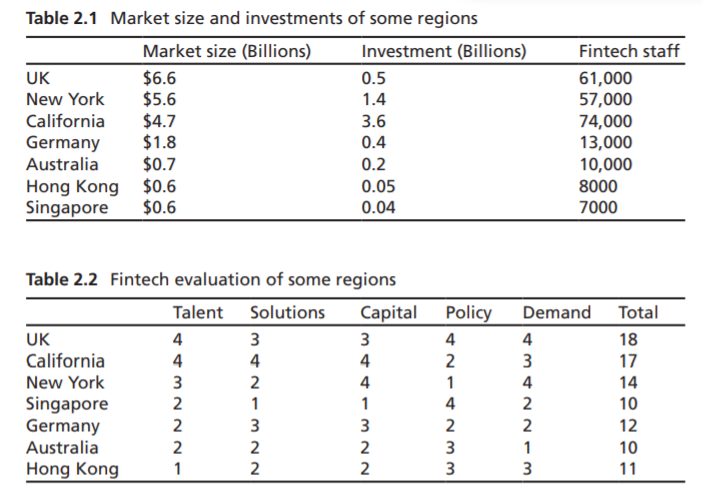 Table 2.1 Market size and investments of some regions
Market size (Billions) Investment (Billions) Fintech staff
UK $6.6 0.5 61,000
New York $5.6 1.4 57,000
California $4.7 3.6 74,000
Germany $1.8 0.4 13,000
Australia $0.7 0.2 10,000
Hong Kong $0.6 0.05 8000
Singapore $0.6 0.04 7000
Table 2.2 Fintech evaluation of some regions
Talent Solutions Capital Policy Demand Total
UK 4 3 3 4 4 18
California 4 4 4 2 3 17
New York 3 2 4 1 4 14
Singapore 2 1 1 4 2 10
Germany 2 3 3 2 2 12
Australia 2 2 2 3 1 10
Hong Kong 1 2 2 3 3 11